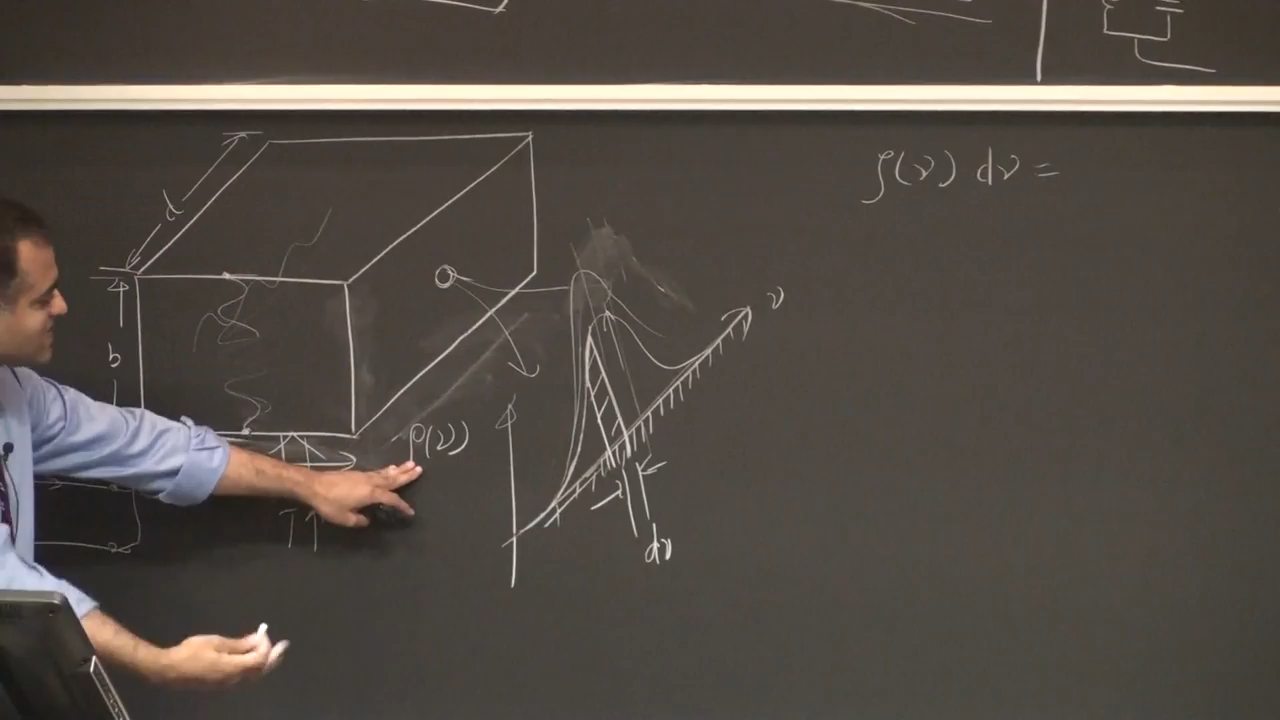 ρ(ν) dν =
d
b
ν
ρ(ν)
T↑
dν